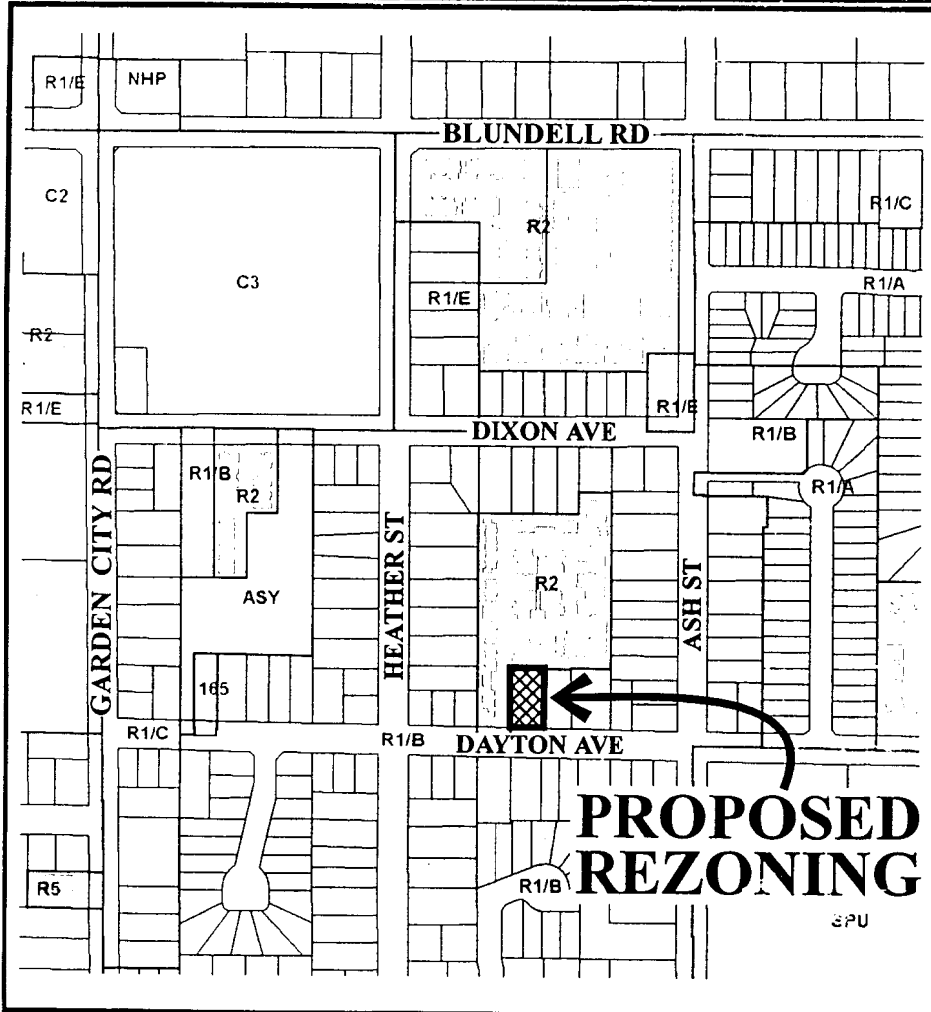 R1/E
NHP
BLUNDELL RD
C2
R2
R1/C
C3
R1/E
R1/A
R2
R1/E
R1/E
DIXON AVE
R1/B
R1/B
R2
R1/A
GARDEN CITY RD
HEATHER ST
ASH ST
R2
ASY
165
R1/C
R1/B
DAYTON AVE
PROPOSED
REZONING
R5
R1/B